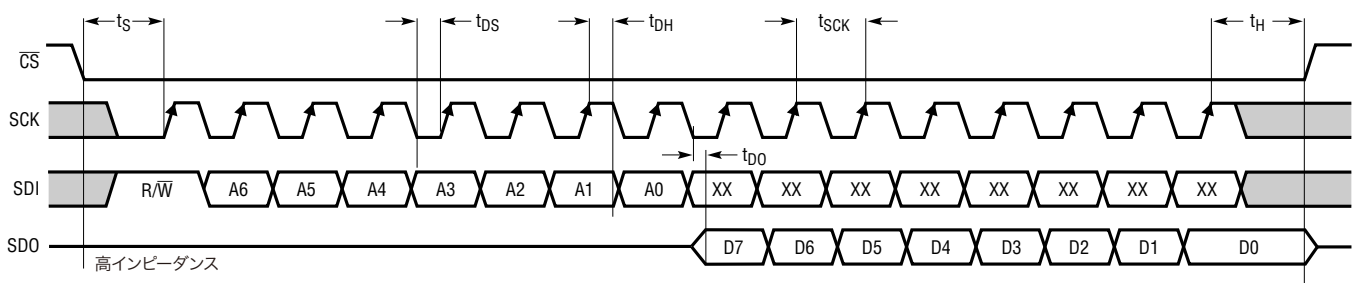 tS tDS tDH tSCK tH
CS
SCK
tDO
SDI R/W A6 A5 A4 A3 A2 A1 A0 XX XX XX XX XX XX XX XX
SDO D7 D6 D5 D4 D3 D2 D1 D0
高インピーダンス